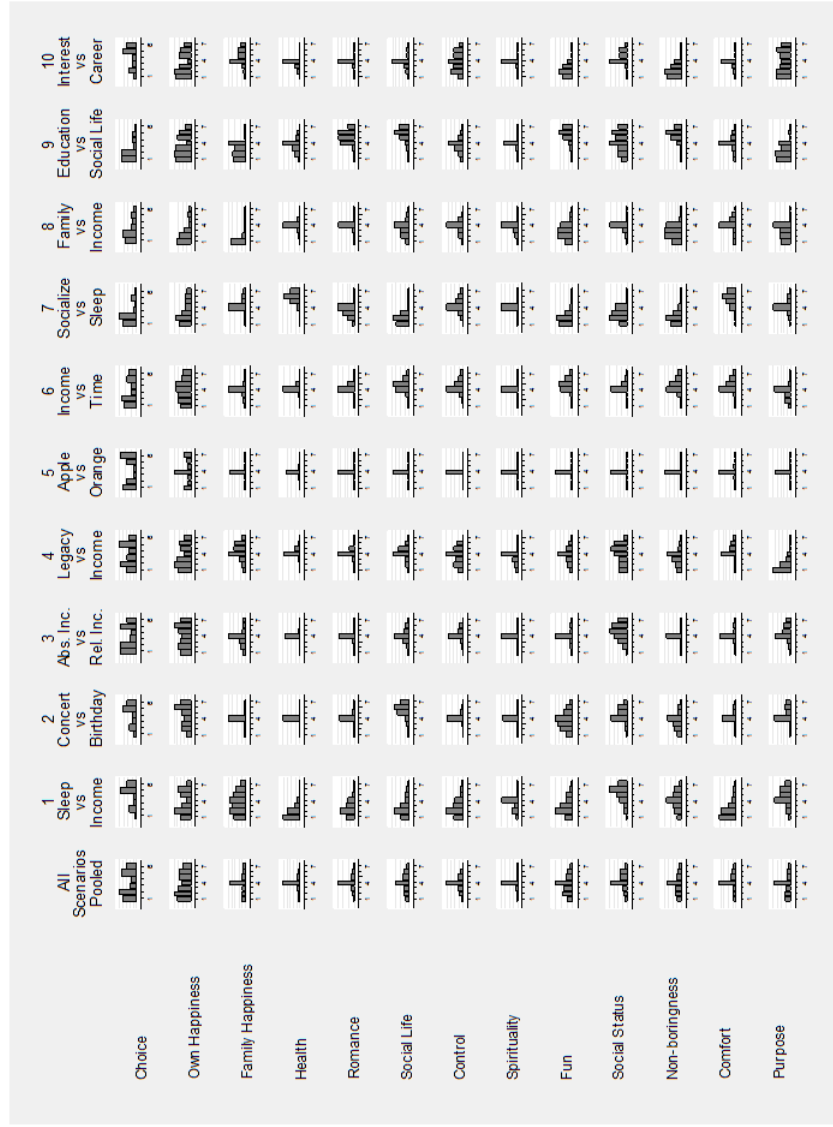 All
Scenarios
Pooled
1
Sleep
vs
Income
2
Concert
vs
Birthday
3
Abs. Inc.
vs
Rel. Inc.
4
Legacy
vs
Income
5
Apple
vs
Orange
6
Income
vs
Time
7
Socialize
vs
Sleep
8
Family
vs
Income
9
Education
vs
Social Life
10
Interest
vs
Career
Choice
Own Happiness
Family Happiness
Health
Romance
Social Life
Control
Spirituality
Fun
Social Status
Non-boringness
Comfort
Purpose